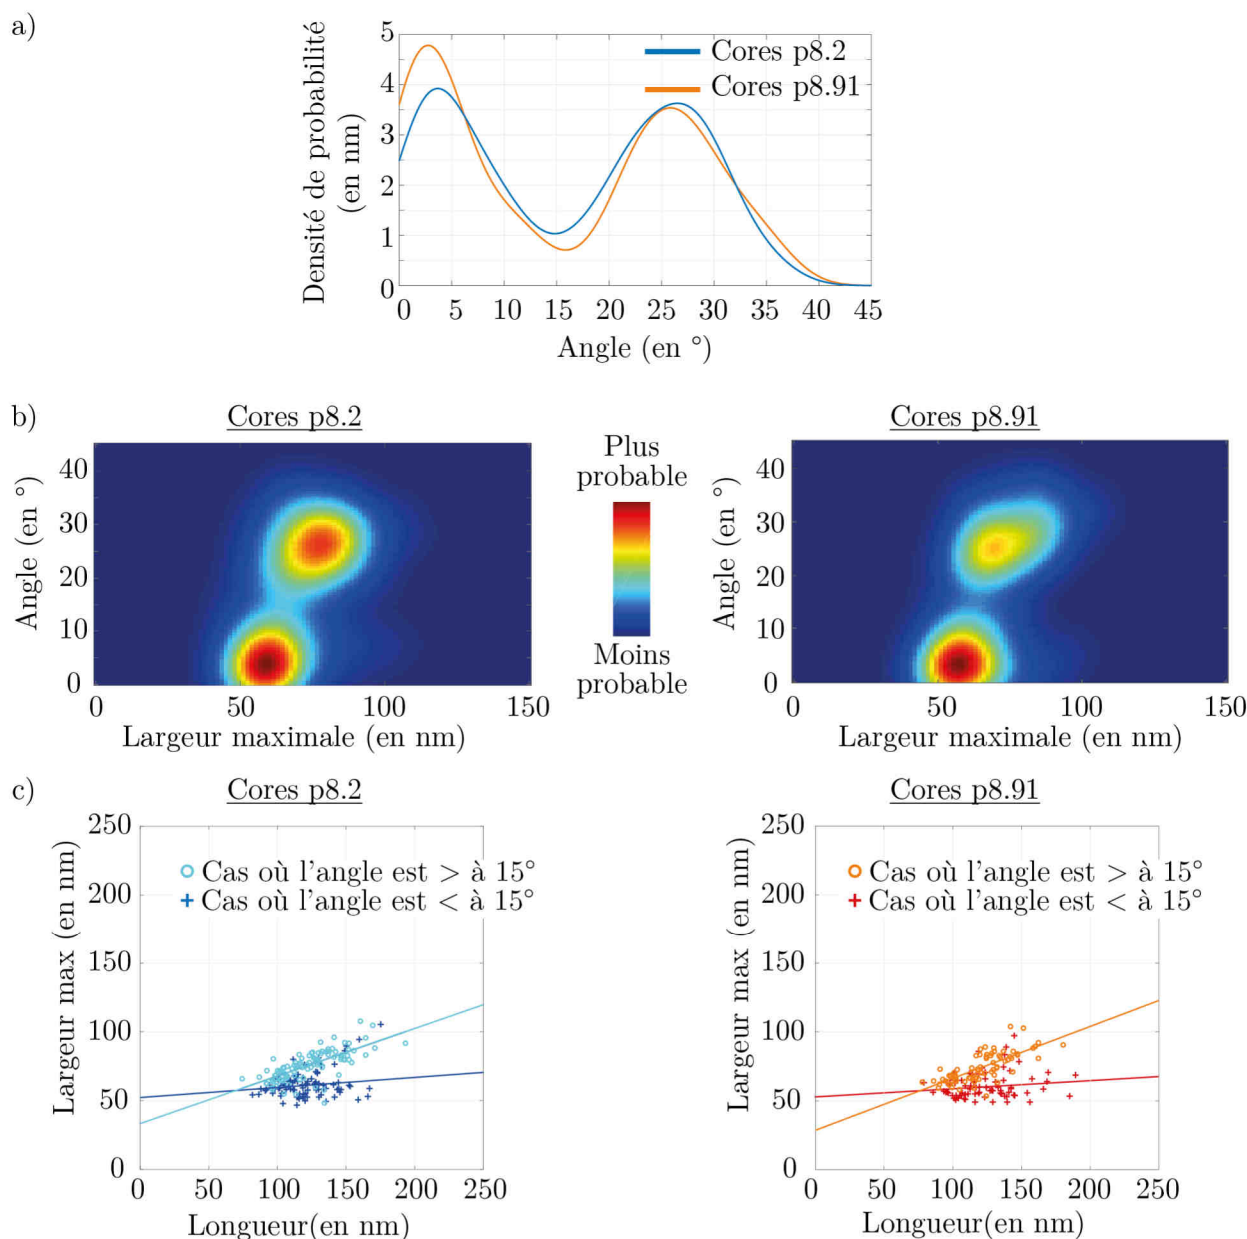 a)
Densité de probabilité
(en nm)
5
4
3
2
1
0
Cores p8.2
Cores p8.91
0 5 10 15 20 25 30 35 40 45
Angle (en °)
b)
Cores p8.2
Angle (en °)
40
30
20
10
0
0 50 100 150
Largeur maximale (en nm)
Plus
probable
Moins
probable
Cores p8.91
Angle (en °)
40
30
20
10
0
0 50 100 150
Largeur maximale (en nm)
c)
Cores p8.2
Largeur max (en nm)
250
200
150
100
50
0
Cas où l'angle est > à 15°
Cas où l'angle est < à 15°
0 50 100 150 200 250
Longueur(en nm)
Cores p8.91
Largeur max (en nm)
250
200
150
100
50
0
Cas où l'angle est > à 15°
Cas où l'angle est < à 15°
0 50 100 150 200 250
Longueur(en nm)